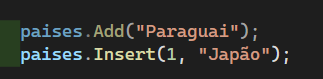 paises.Add("Paraguai");
paises.Insert(1, "Japão");